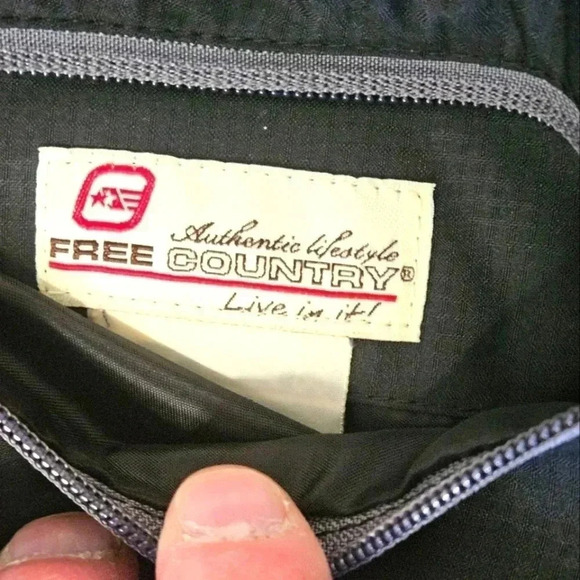 Authentic lifestyle
FREE COUNTRY®
Live in it!